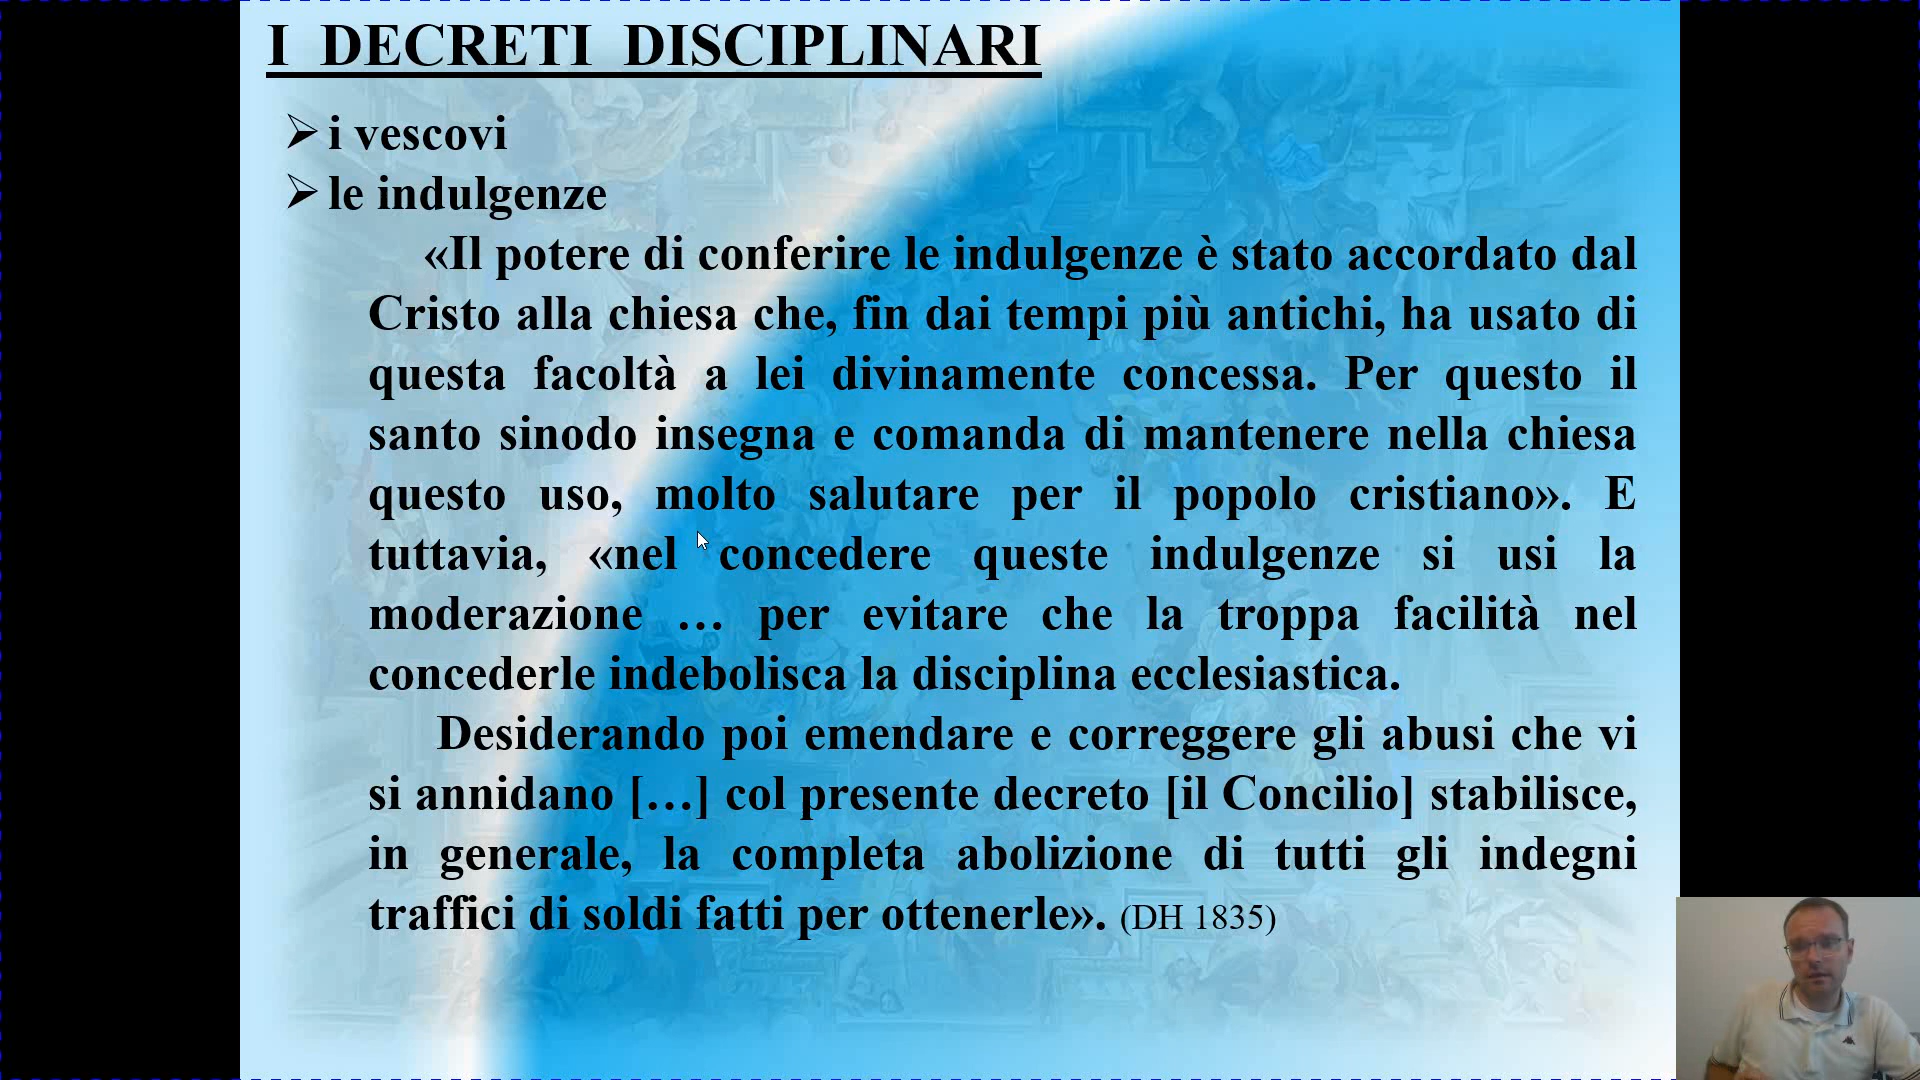 I DECRETI DISCIPLINARI
i vescovi
le indulgenze
«Il potere di conferire le indulgenze è stato accordato dal
Cristo alla chiesa che, fin dai tempi più antichi, ha usato di
questa facoltà a lei divinamente concessa. Per questo il
santo sinodo insegna e comanda di mantenere nella chiesa
questo uso, molto salutare per il popolo cristiano». E
tuttavia, «nel concedere queste indulgenze si usi la
moderazione … per evitare che la troppa facilità nel
concederle indebolisca la disciplina ecclesiastica.
Desiderando poi emendare e correggere gli abusi che vi
si annidano […] col presente decreto [il Concilio] stabilisce,
in generale, la completa abolizione di tutti gli indegni
traffici di soldi fatti per ottenerle». (DH 1835)